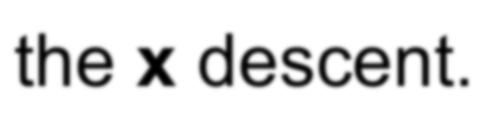 the x descent.